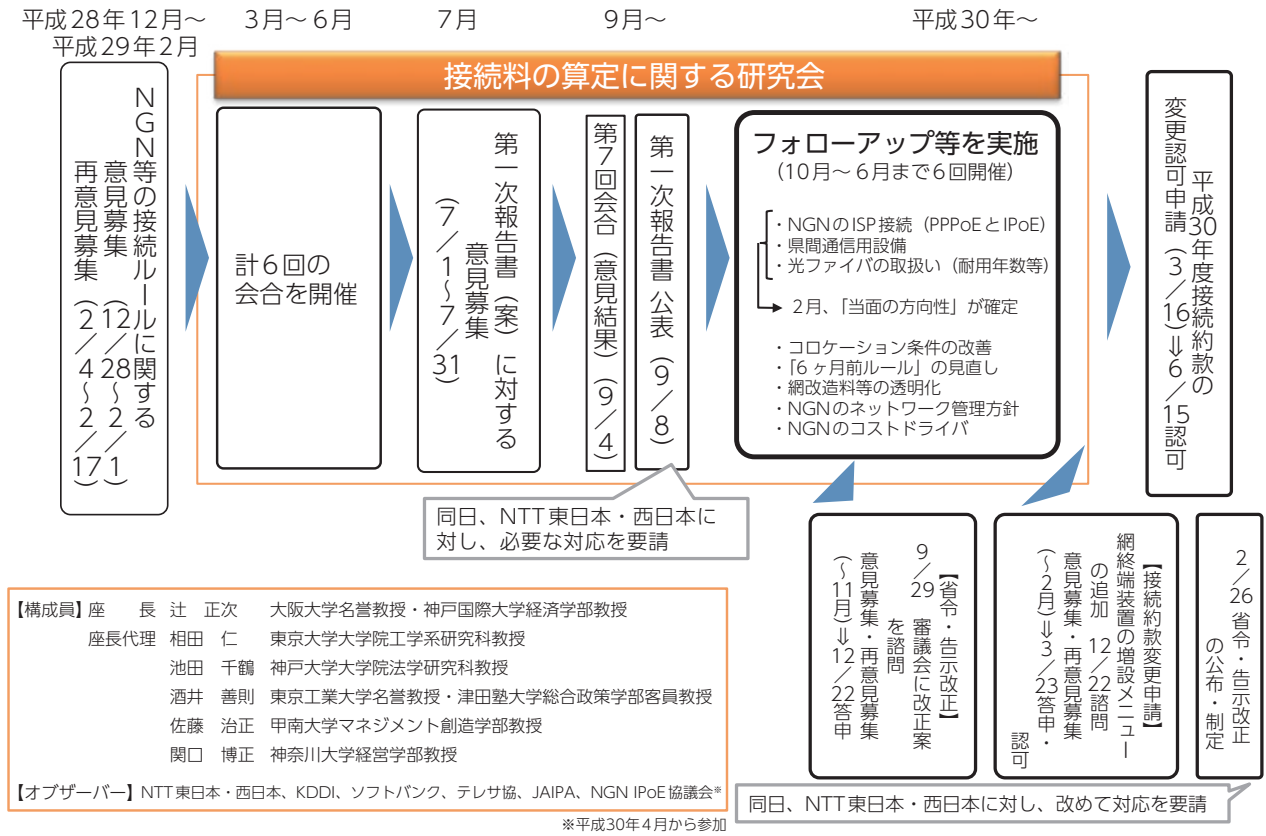 平成28年12月～
平成29年2月
3月～6月
7月
9月～
平成30年～
接続料の算定に関する研究会
NGN等の接続ルールに関する
意見募集（12／28～2／1）
再意見募集（2／4～2／17）
計6回の
会合を開催
第一次報告書（案）に対する
意見募集
（7／1～7／31）
第7回会合（意見結果）（9／4）
第一次報告書 公表（9／8）
フォローアップ等を実施
（10月～6月まで6回開催）
・NGNのISP接続（PPPoEとIPoE）
・県間通信用設備
・光ファイバの取扱い（耐用年数等）
2月、「当面の方向性」が確定
・コロケーション条件の改善
・「6ヶ月前ルール」の見直し
・網改造料等の透明化
・NGNのネットワーク管理方針
・NGNのコストドライバ
平成30年度接続約款の
変更認可申請（3／16）⇒6／15認可
同日、NTT東日本・西日本に
対し、必要な対応を要請
【省令・告示改正】
9／29 審議会に改正案
を諮問
意見募集・再意見募集
（～11月）⇒12／22答申
【接続約款変更申請】
網終端装置の増設メニュー
の追加 12／22諮問
意見募集・再意見募集
（～2月）⇒3／23答申・
認可
2／26 省令・告示改正
の公布・制定
同日、NTT東日本・西日本に対し、改めて対応を要請
【構成員】座　長 辻　正次 大阪大学名誉教授・神戸国際大学経済学部教授
座長代理 相田　仁 東京大学大学院工学系研究科教授
池田　千鶴 神戸大学大学院法学研究科教授
酒井　善則 東京工業大学名誉教授・津田塾大学総合政策学部客員教授
佐藤　治正 甲南大学マネジメント創造学部教授
関口　博正 神奈川大学経営学部教授
【オブザーバー】NTT東日本・西日本、KDDI、ソフトバンク、テレサ協、JAIPA、NGN IPoE協議会※
※平成30年4月から参加